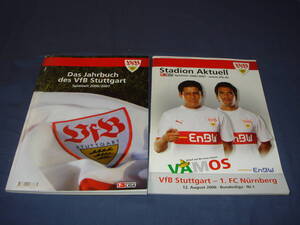 Das Jahrbuch
des VfB Stuttgart
Spielzeit 2006/2007
VfB
STUTTGART
Stadion Aktuell
VfB
EnBW
EnBW
VAMOS
EnBW
VfB Stuttgart – 1. FC Nürnberg
12. August 2006 · Bundesliga · Nr.1